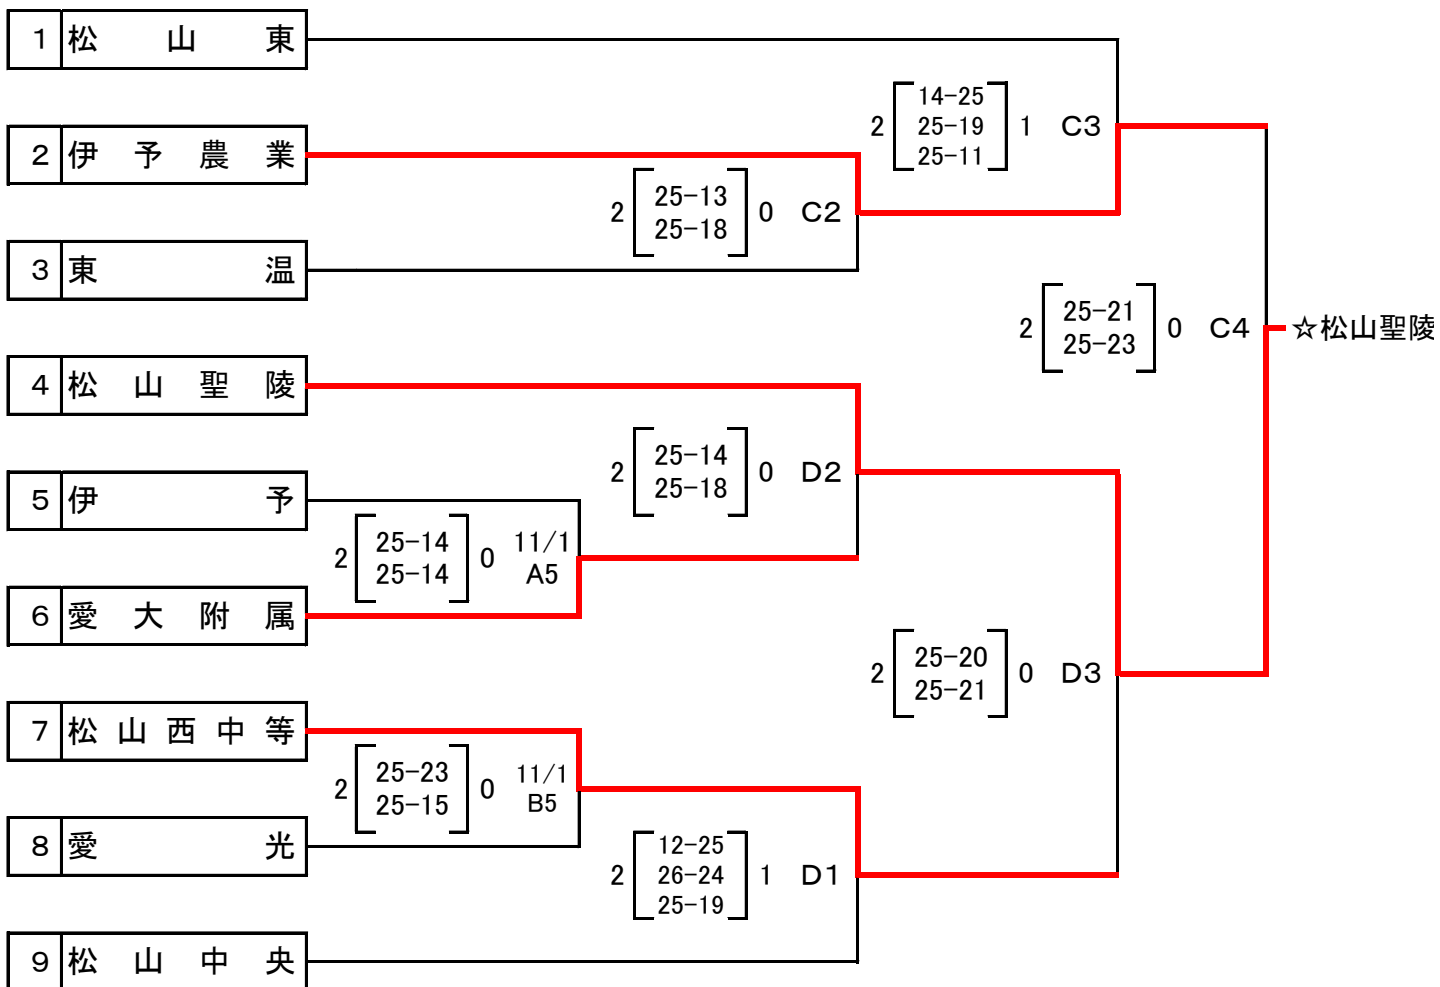 1 松山東
14-25
2 25-19 1 C3
25-11
2 伊予農業
25-13
2 0 C2
25-18
3 東温
25-21
2 0 C4 ☆松山聖陵
25-23
4 松山聖陵
25-14
2 0 D2
25-18
5 伊予
25-14 11/1
2 0
25-14 A5
6 愛大附属
25-20
2 0 D3
25-21
7 松山西中等
25-23 11/1
2 0
25-15 B5
8 愛光
12-25
2 26-24 1 D1
25-19
9 松山中央